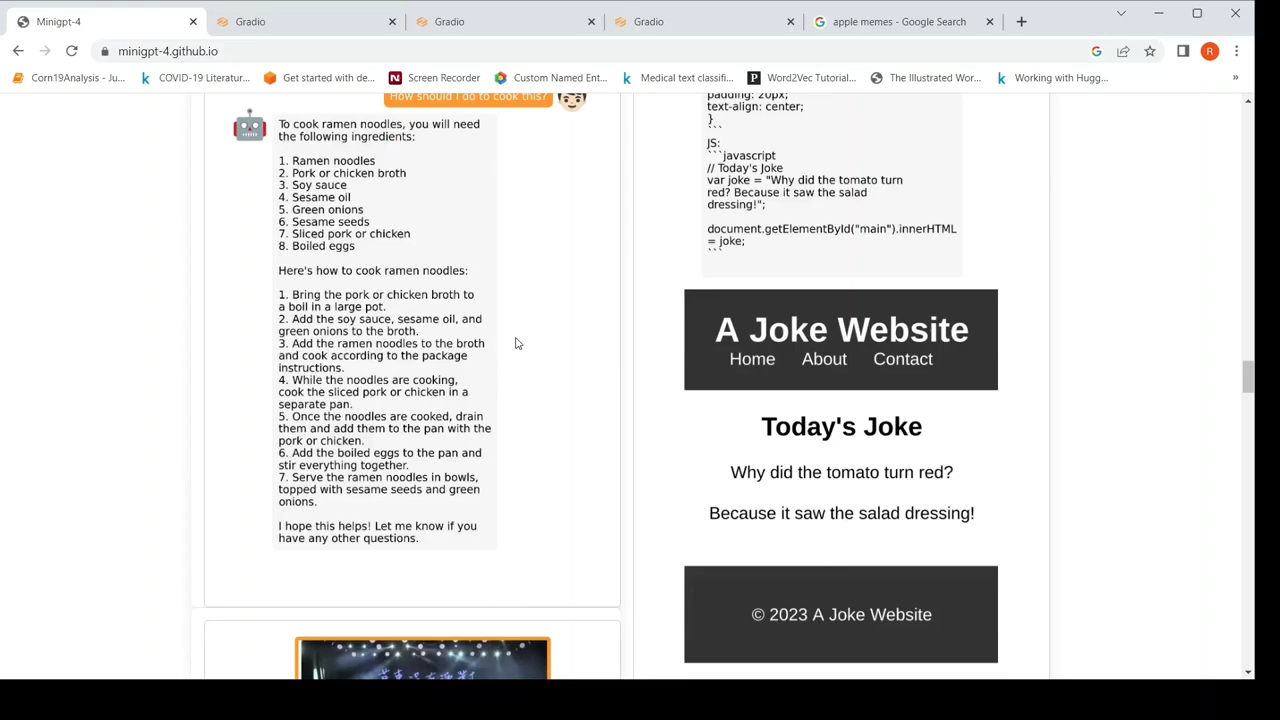 Minigpt-4
Gradio
Gradio
Gradio
apple memes - Google Search
minigpt-4.github.io
R
Corn19Analysis - Ju...
COVID-19 Literatur...
Get started with de...
Screen Recorder
Custom Named Ent...
Medical text classifi...
Word2Vec Tutorial...
The Illustrated Wor...
Working with Hugg...
»
How should I do to cook this?
To cook ramen noodles, you will need
the following ingredients:
1. Ramen noodles
2. Pork or chicken broth
3. Soy sauce
4. Sesame oil
5. Green onions
6. Sesame seeds
7. Sliced pork or chicken
8. Boiled eggs
Here's how to cook ramen noodles:
1. Bring the pork or chicken broth to
a boil in a large pot.
2. Add the soy sauce, sesame oil, and
green onions to the broth.
3. Add the ramen noodles to the broth
and cook according to the package
instructions.
4. While the noodles are cooking,
cook the sliced pork or chicken in a
separate pan.
5. Once the noodles are cooked, drain
them and add them to the pan with the
pork or chicken.
6. Add the boiled eggs to the pan and
stir everything together.
7. Serve the ramen noodles in bowls,
topped with sesame seeds and green
onions.
I hope this helps! Let me know if you
have any other questions.
padding: 20px;
text-align: center;
}
```
JS:
```javascript
// Today's Joke
var joke = "Why did the tomato turn
red? Because it saw the salad
dressing!";
document.getElementById("main").innerHTML
= joke;
```
A Joke Website
Home About Contact
Today's Joke
Why did the tomato turn red?
Because it saw the salad dressing!
© 2023 A Joke Website